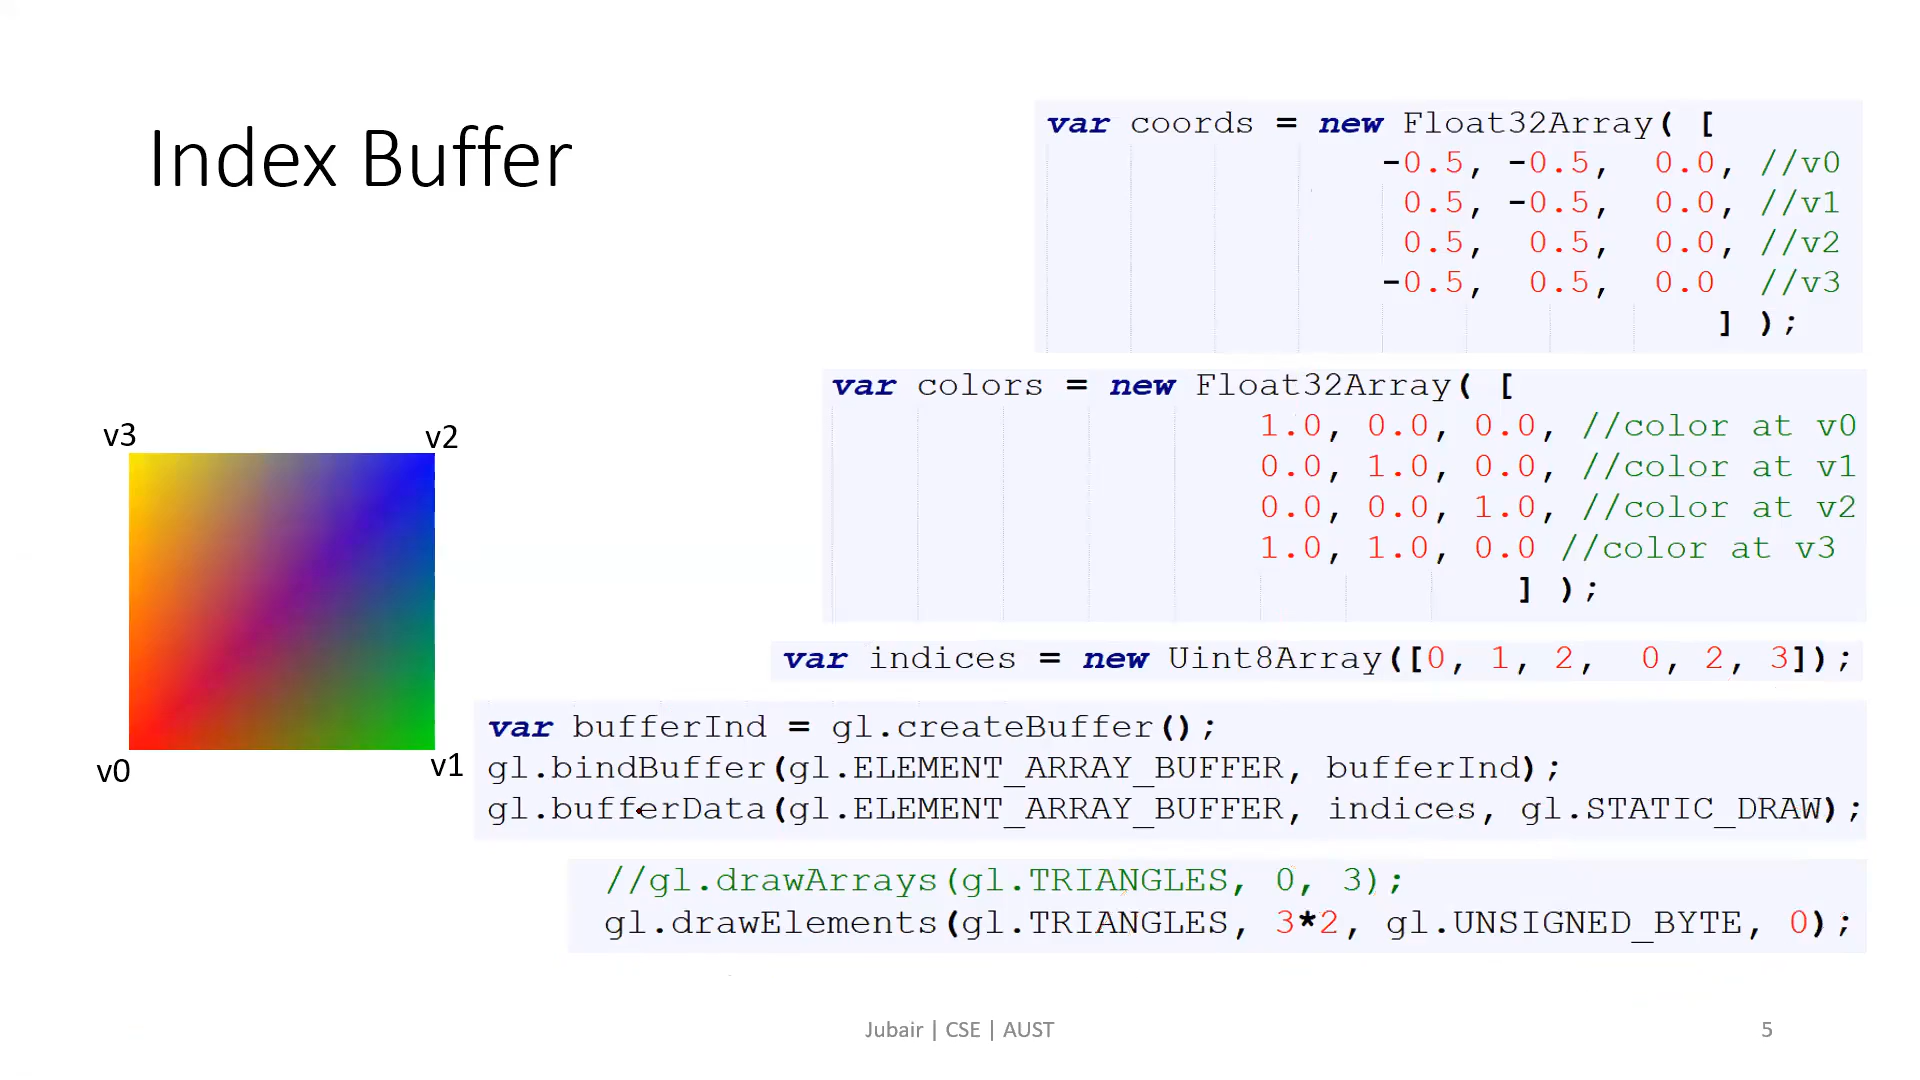 Index Buffer
var coords = new Float32Array( [
-0.5, -0.5, 0.0, //v0
0.5, -0.5, 0.0, //v1
0.5, 0.5, 0.0, //v2
-0.5, 0.5, 0.0 //v3
] );
var colors = new Float32Array( [
1.0, 0.0, 0.0, //color at v0
0.0, 1.0, 0.0, //color at v1
0.0, 0.0, 1.0, //color at v2
1.0, 1.0, 0.0 //color at v3
] );
v3
v2
v0
v1
var indices = new Uint8Array([0, 1, 2, 0, 2, 3]);
var bufferInd = gl.createBuffer();
gl.bindBuffer(gl.ELEMENT_ARRAY_BUFFER, bufferInd);
gl.bufferData(gl.ELEMENT_ARRAY_BUFFER, indices, gl.STATIC_DRAW);
//gl.drawArrays(gl.TRIANGLES, 0, 3);
gl.drawElements(gl.TRIANGLES, 3*2, gl.UNSIGNED_BYTE, 0);
Jubair | CSE | AUST
5